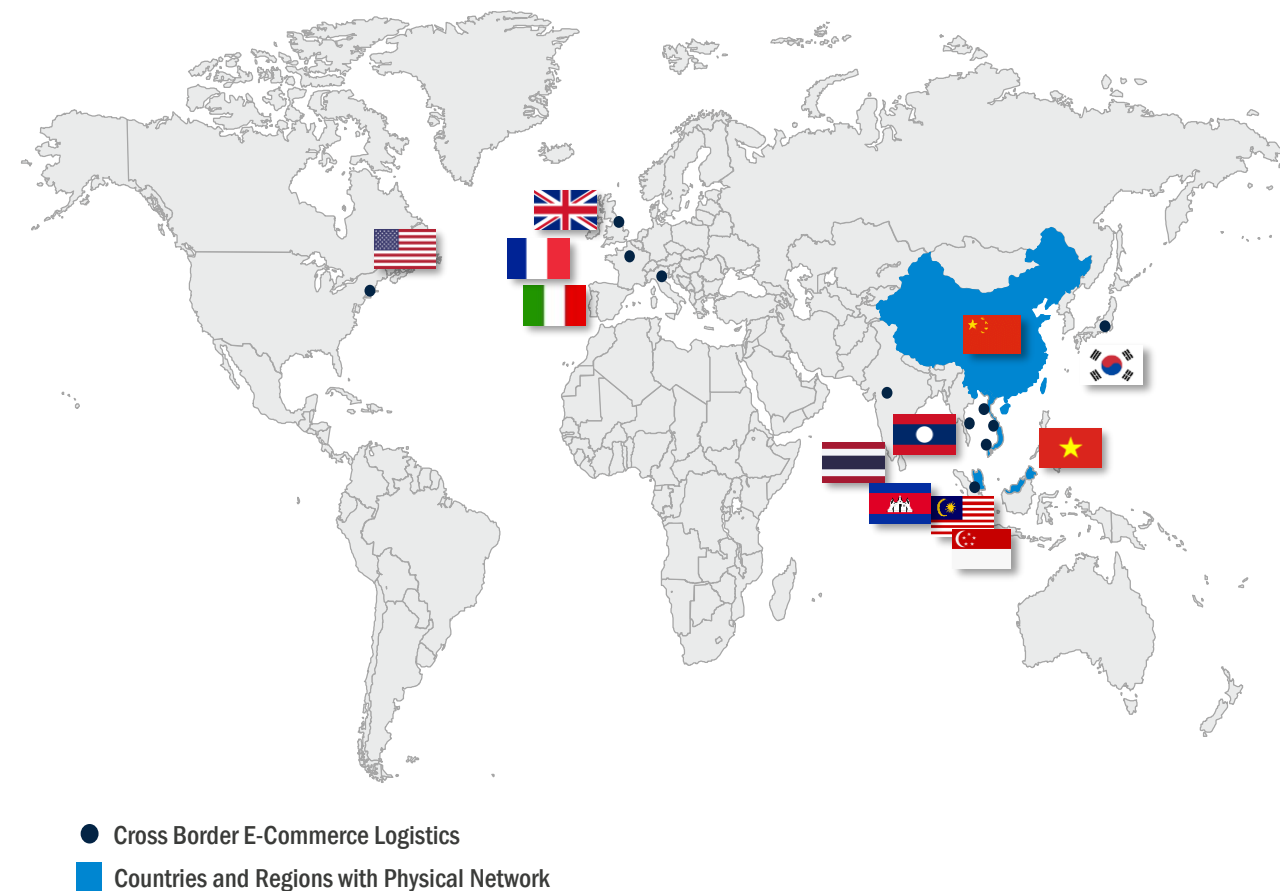 Cross Border E-Commerce Logistics
Countries and Regions with Physical Network